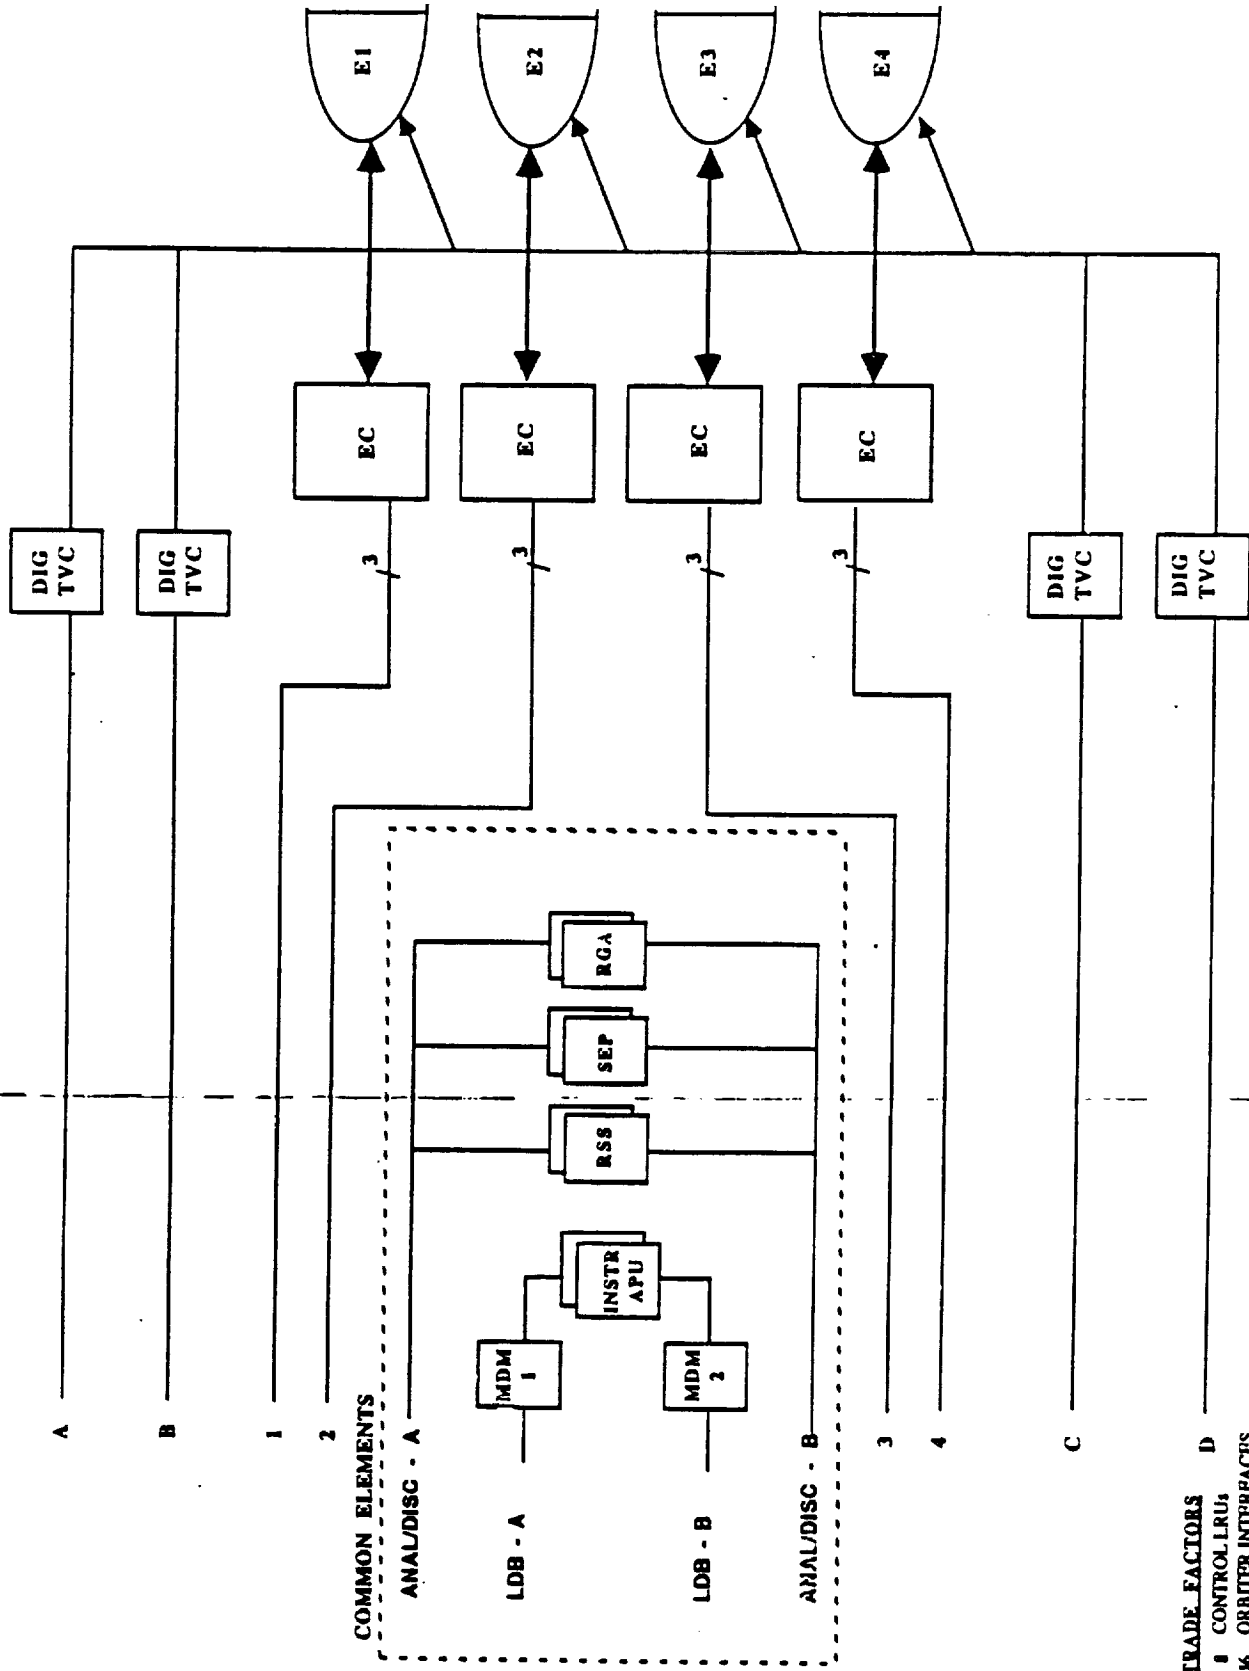 A
DIG
TVC
B
DIG
TVC
1
3
EC
E1
2
3
EC
E2
COMMON ELEMENTS
ANAL/DISC - A
LDB - A
MDM
1
INSTR
APU
RSS
SEP
RGA
LDB - B
MDM
2
ANAL/DISC - B
3
3
EC
E3
4
3
EC
E4
C
DIG
TVC
D
DIG
TVC
TRADE FACTORS
8 CONTROL LRUs
16 ORBITER INTERFACES